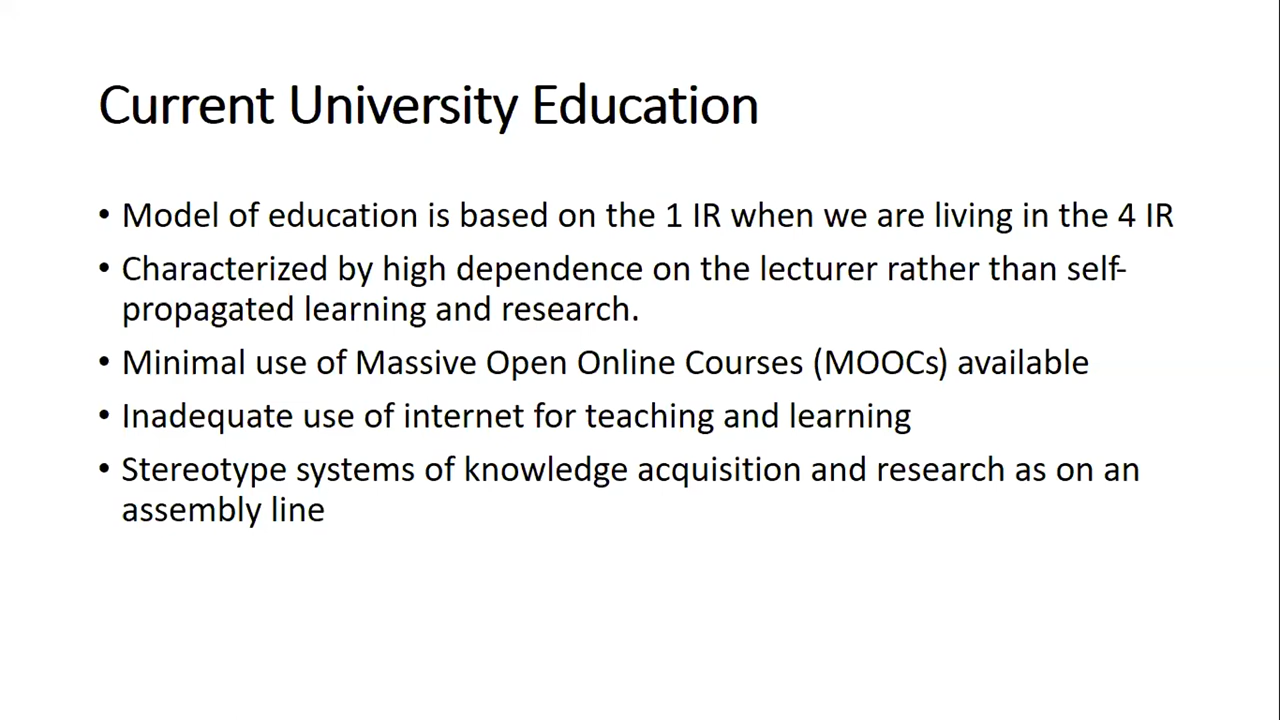 Current University Education
• Model of education is based on the 1 IR when we are living in the 4 IR
• Characterized by high dependence on the lecturer rather than self-
propagated learning and research.
• Minimal use of Massive Open Online Courses (MOOCs) available
• Inadequate use of internet for teaching and learning
• Stereotype systems of knowledge acquisition and research as on an
assembly line